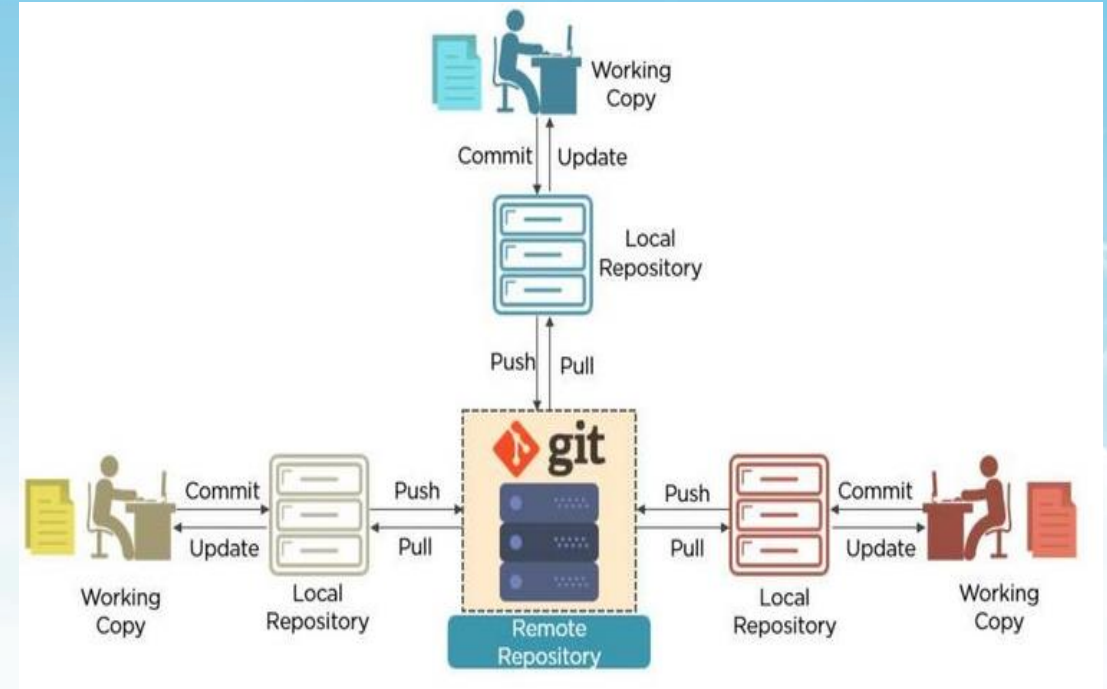 Working
Copy
Commit
Update
Local
Repository
Push
Pull
git
Commit
Update
Push
Pull
Push
Pull
Commit
Update
Working
Copy
Local
Repository
Remote
Repository
Local
Repository
Working
Copy